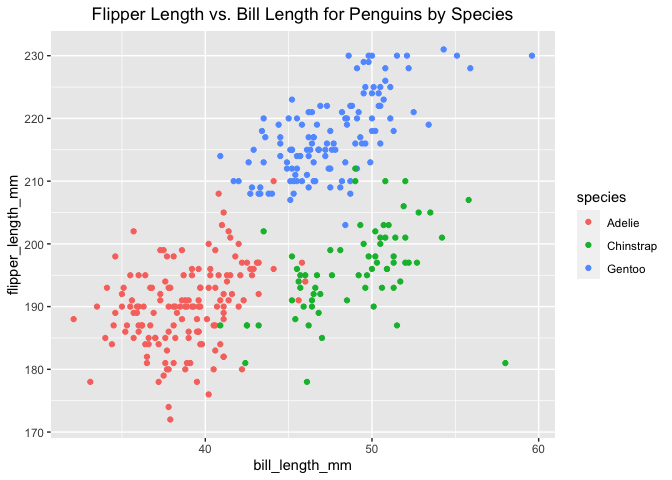 Flipper Length vs. Bill Length for Penguins by Species
230
220
210
200
190
180
170
flipper_length_mm
40
50
60
bill_length_mm
species
Adelie
Chinstrap
Gentoo